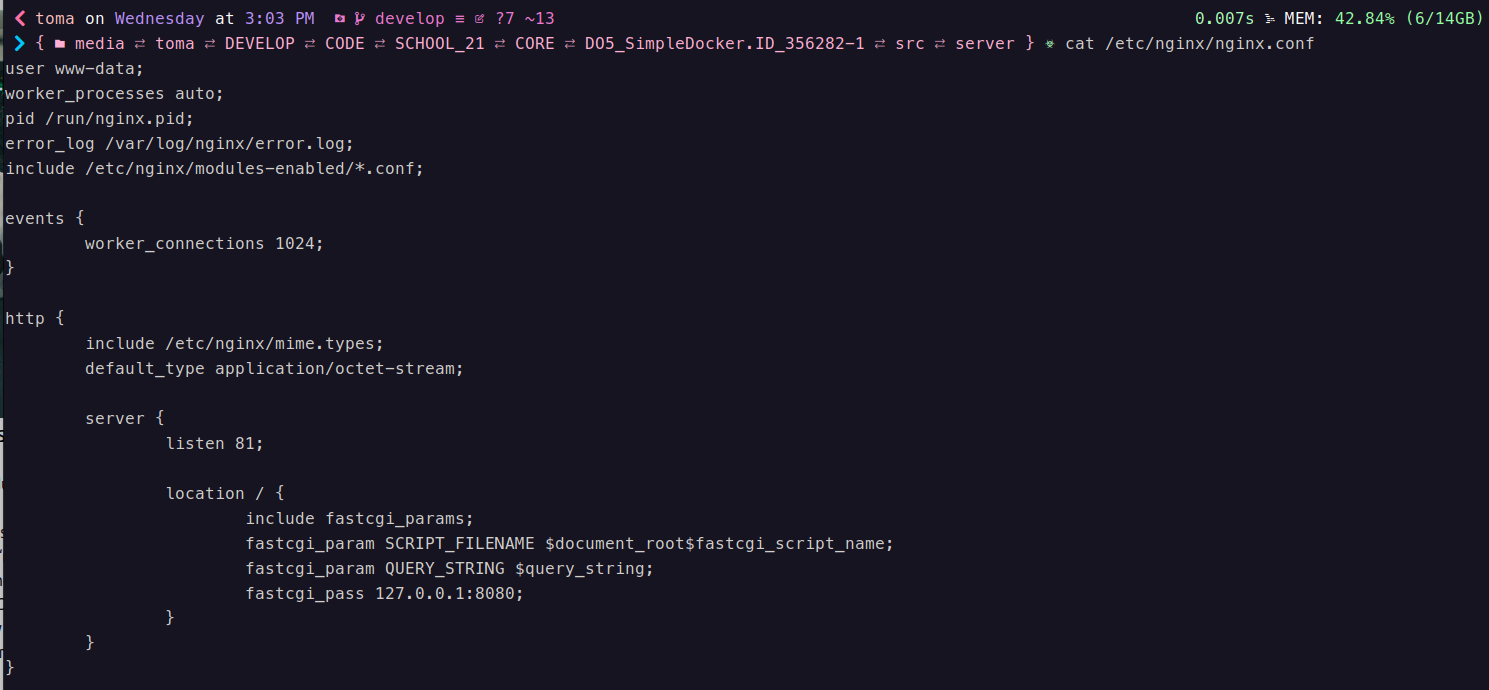 toma on Wednesday at 3:03 PM develop ≡ ?7 ~13 0.007s MEM: 42.84% (6/14GB)
{ media ⇄ toma ⇄ DEVELOP ⇄ CODE ⇄ SCHOOL_21 ⇄ CORE ⇄ DO5_SimpleDocker.ID_356282-1 ⇄ src ⇄ server } cat /etc/nginx/nginx.conf
user www-data;
worker_processes auto;
pid /run/nginx.pid;
error_log /var/log/nginx/error.log;
include /etc/nginx/modules-enabled/*.conf;
events {
worker_connections 1024;
}
http {
include /etc/nginx/mime.types;
default_type application/octet-stream;
server {
listen 81;
location / {
include fastcgi_params;
fastcgi_param SCRIPT_FILENAME $document_root$fastcgi_script_name;
fastcgi_param QUERY_STRING $query_string;
fastcgi_pass 127.0.0.1:8080;
}
}
}